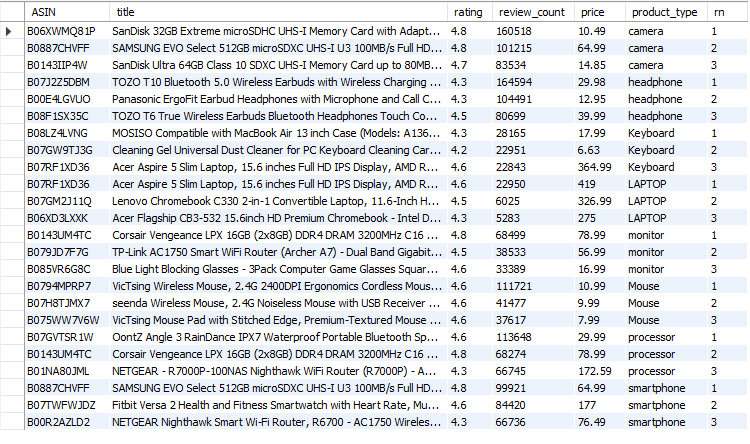 ASIN title rating review_count price product_type rn
B06XWMQ81P SanDisk 32GB Extreme microSDHC UHS-I Memory Card with Adapt... 4.8 160518 10.49 camera 1
B0887CHVFF SAMSUNG EVO Select 512GB microSDXC UHS-I U3 100MB/s Full HD... 4.8 101215 64.99 camera 2
B0143IIP4W SanDisk Ultra 64GB Class 10 SDXC UHS-I Memory Card up to 80MB... 4.7 83534 14.85 camera 3
B07J2Z5DBM TOZO T10 Bluetooth 5.0 Wireless Earbuds with Wireless Charging ... 4.3 164594 29.98 headphone 1
B00E4LGVUO Panasonic ErgoFit Earbud Headphones with Microphone and Call C... 4.3 104491 12.95 headphone 2
B08F1SX35C TOZO T6 True Wireless Earbuds Bluetooth Headphones Touch Co... 4.5 80699 39.99 headphone 3
B08LZ4LVNG MOSISO Compatible with MacBook Air 13 inch Case (Models: A136... 4.3 28165 17.99 Keyboard 1
B07GW9TJ3G Cleaning Gel Universal Dust Cleaner for PC Keyboard Cleaning Ca... 4.2 22951 6.63 Keyboard 2
B07RF1XD36 Acer Aspire 5 Slim Laptop, 15.6 inches Full HD IPS Display, AMD R... 4.6 22843 364.99 Keyboard 3
B07RF1XD36 Acer Aspire 5 Slim Laptop, 15.6 inches Full HD IPS Display, AMD R... 4.6 22950 419 LAPTOP 1
B07GM2J11Q Lenovo Chromebook C330 2-in-1 Convertible Laptop, 11.6-Inch H... 4.5 6025 326.99 LAPTOP 2
B06XD3LXXK Acer Flagship CB3-532 15.6inch HD Premium Chromebook - Intel D... 4.3 5283 275 LAPTOP 3
B0143UM4TC Corsair Vengeance LPX 16GB (2x8GB) DDR4 DRAM 3200MHz C16 ... 4.8 68499 78.99 monitor 1
B079JD7F7G TP-Link AC1750 Smart WiFi Router (Archer A7) - Dual Band Gigabit... 4.5 38533 56.99 monitor 2
B085VR6G8C Blue Light Blocking Glasses - 3Pack Computer Game Glasses Squar... 4.6 33389 16.99 monitor 3
B0794MPRP7 VicTsing Wireless Mouse, 2.4G 2400DPI Ergonomics Cordless Mous... 4.6 111721 10.99 Mouse 1
B07H8TJMX7 seenda Wireless Mouse, 2.4G Noiseless Mouse with USB Receiver ... 4.6 41477 9.99 Mouse 2
B075WW7V6W VicTsing Mouse Pad with Stitched Edge, Premium-Textured Mouse ... 4.6 37617 7.99 Mouse 3
B07GVTSR1W OontZ Angle 3 RainDance IPX7 Waterproof Portable Bluetooth Sp... 4.6 113648 29.99 processor 1
B0143UM4TC Corsair Vengeance LPX 16GB (2x8GB) DDR4 DRAM 3200MHz C16 ... 4.8 68274 78.99 processor 2
B01NA80JML NETGEAR - R7000P-100NAS Nighthawk WiFi Router (R7000P) - A... 4.3 66745 172.59 processor 3
B0887CHVFF SAMSUNG EVO Select 512GB microSDXC UHS-I U3 100MB/s Full HD... 4.8 99921 64.99 smartphone 1
B07TWFWJDZ Fitbit Versa 2 Health and Fitness Smartwatch with Heart Rate, Mu... 4.6 84420 177 smartphone 2
B00R2AZLD2 NETGEAR Nighthawk Smart Wi-Fi Router, R6700 - AC1750 Wireles... 4.3 66736 76.49 smartphone 3